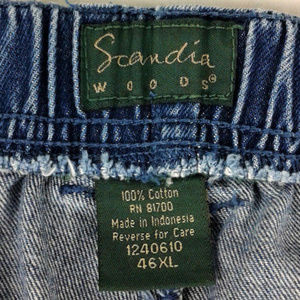 Scandia
WOODS®
100% Cotton
RN 81700
Made in Indonesia
Reverse for Care
1240610
46XL